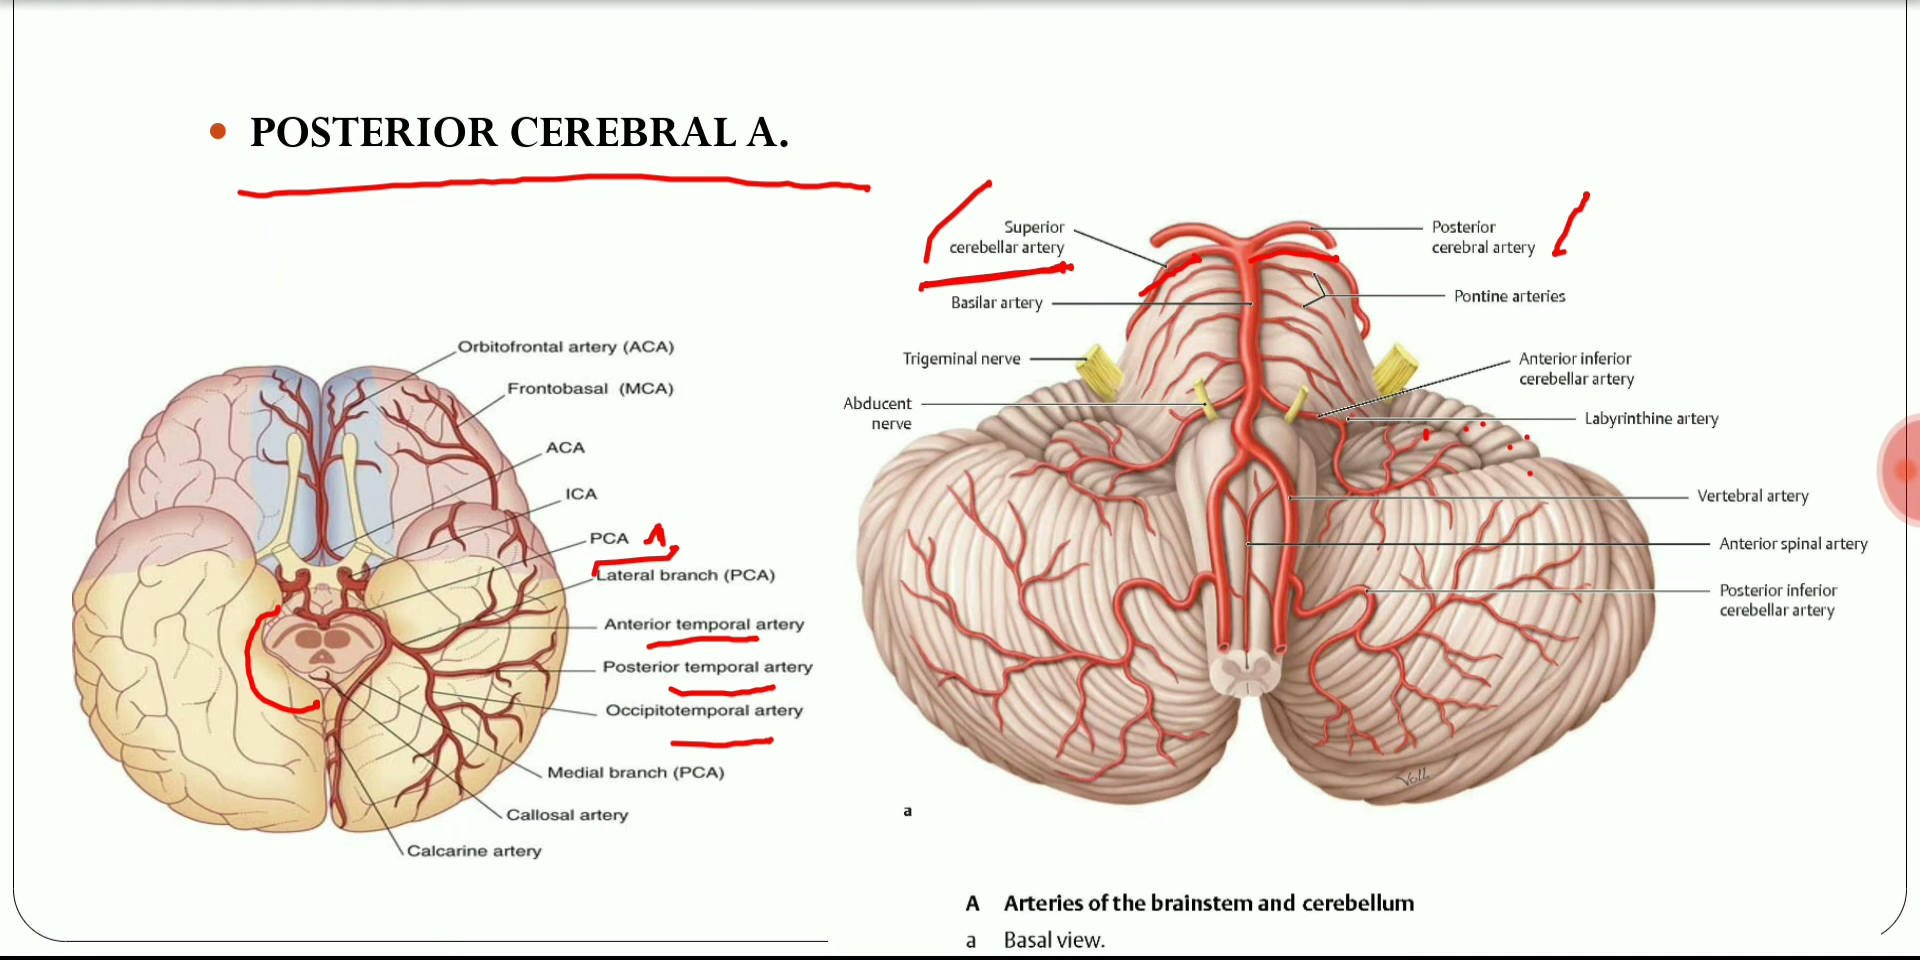 • POSTERIOR CEREBRAL A.
Orbitofrontal artery (ACA)
Frontobasal (MCA)
ACA
ICA
PCA
Lateral branch (PCA)
Anterior temporal artery
Posterior temporal artery
Occipitotemporal artery
Medial branch (PCA)
Callosal artery
Calcarine artery
Superior
cerebellar artery
Basilar artery
Trigeminal nerve
Abducent
nerve
Posterior
cerebral artery
Pontine arteries
Anterior inferior
cerebellar artery
Labyrinthine artery
Vertebral artery
Anterior spinal artery
Posterior inferior
cerebellar artery
Voll
a
A Arteries of the brainstem and cerebellum
a Basal view.